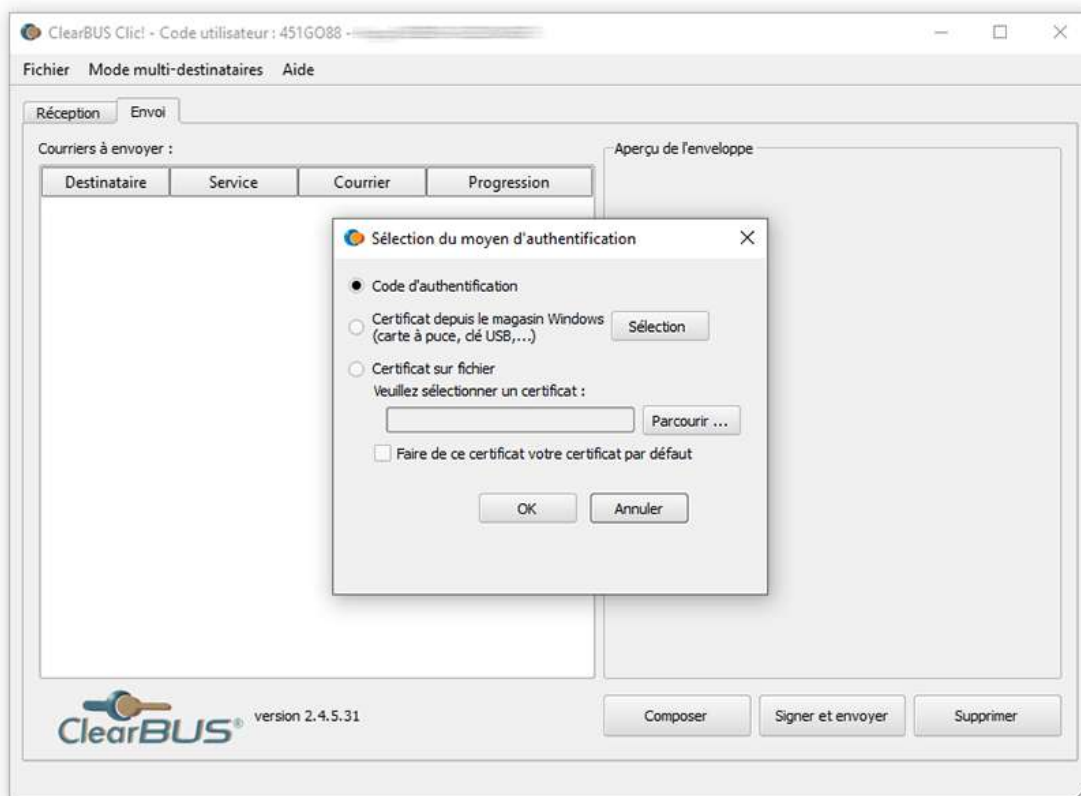 ClearBUS Clic! - Code utilisateur : 451GO88 -
Fichier Mode multi-destinataires Aide
Réception Envoi
Courriers à envoyer :
Aperçu de l'enveloppe
Destinataire Service Courrier Progression
Sélection du moyen d'authentification
Code d'authentification
Certificat depuis le magasin Windows
(carte à puce, clé USB,...)
Sélection
Certificat sur fichier
Veuillez sélectionner un certificat :
Parcourir ...
Faire de ce certificat votre certificat par défaut
OK Annuler
ClearBUS® version 2.4.5.31
Composer Signer et envoyer Supprimer